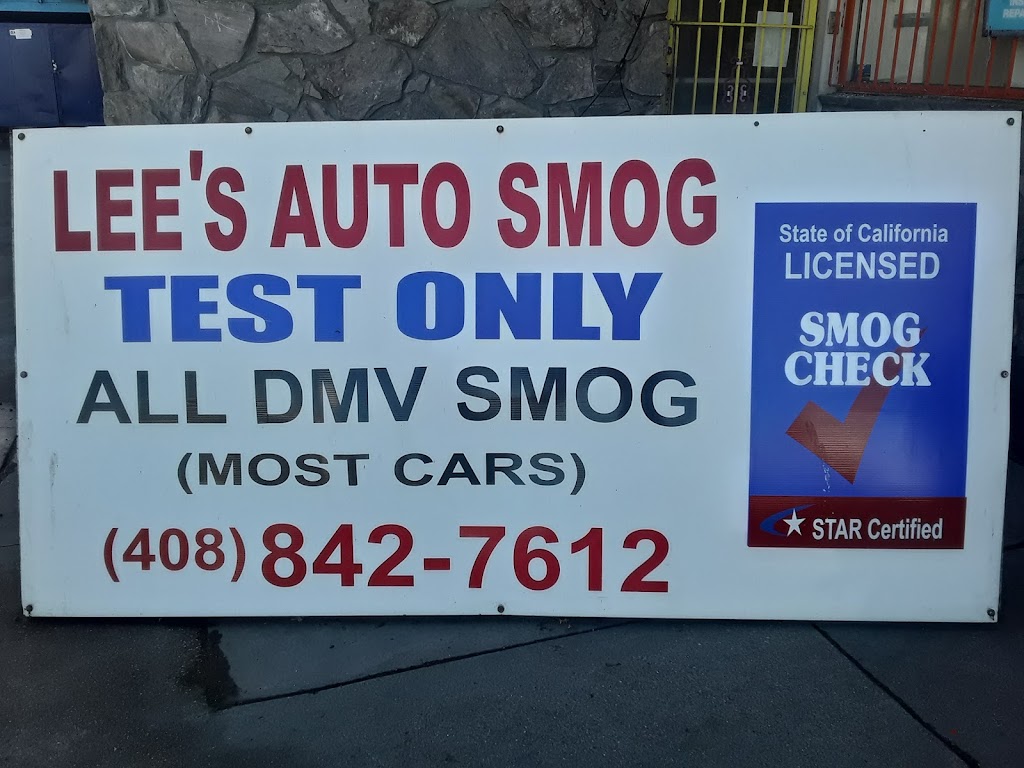 LEE'S AUTO SMOG
TEST ONLY
ALL DMV SMOG
(MOST CARS)
(408) 842-7612
State of California
LICENSED
SMOG
CHECK
STAR Certified